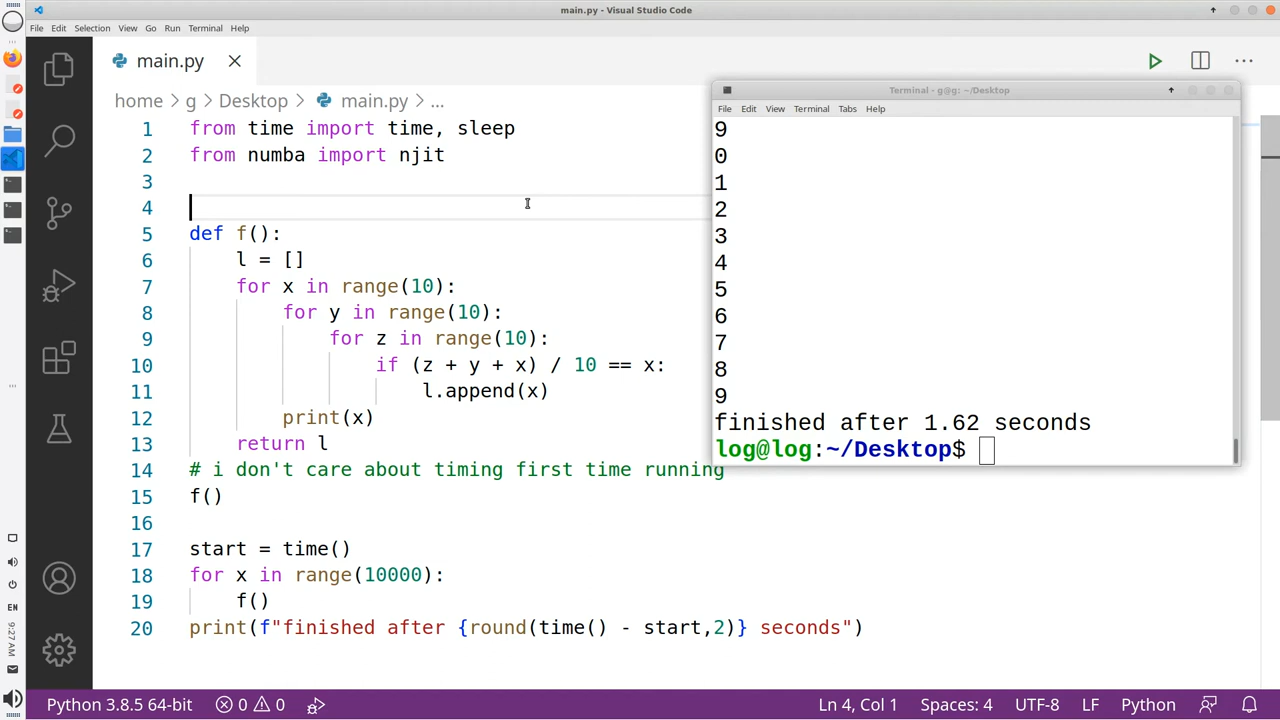 main.py - Visual Studio Code
File Edit Selection View Go Run Terminal Help
main.py
home > g > Desktop > main.py > ...
1 from time import time, sleep
2 from numba import njit
3
4
5 def f():
6 l = []
7 for x in range(10):
8 for y in range(10):
9 for z in range(10):
10 if (z + y + x) / 10 == x:
11 l.append(x)
12 print(x)
13 return l
14 # i don't care about timing first time running
15 f()
16
17 start = time()
18 for x in range(10000):
19 f()
20 print(f"finished after {round(time() - start,2)} seconds")
Terminal - g@g: ~/Desktop
File Edit View Terminal Tabs Help
9
0
1
2
3
4
5
6
7
8
9
finished after 1.62 seconds
log@log:~/Desktop$
EN
9:27 AM
Python 3.8.5 64-bit 0 0 Ln 4, Col 1 Spaces: 4 UTF-8 LF Python